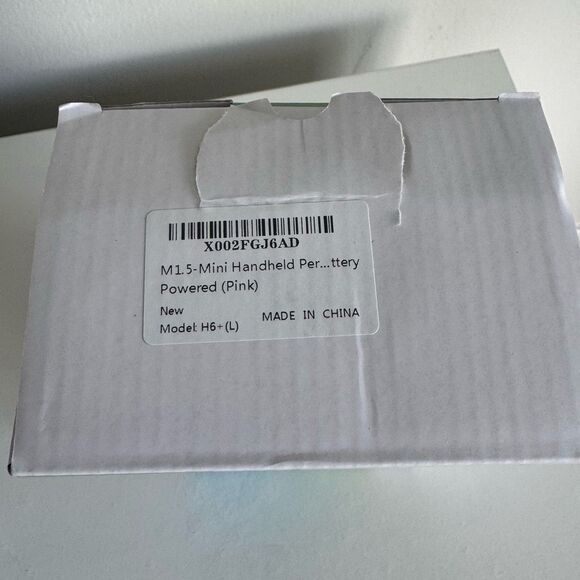 X002FGJ6AD
M1.5-Mini Handheld Per...ttery
Powered (Pink)
New
MADE IN CHINA
Model: H6+(L)